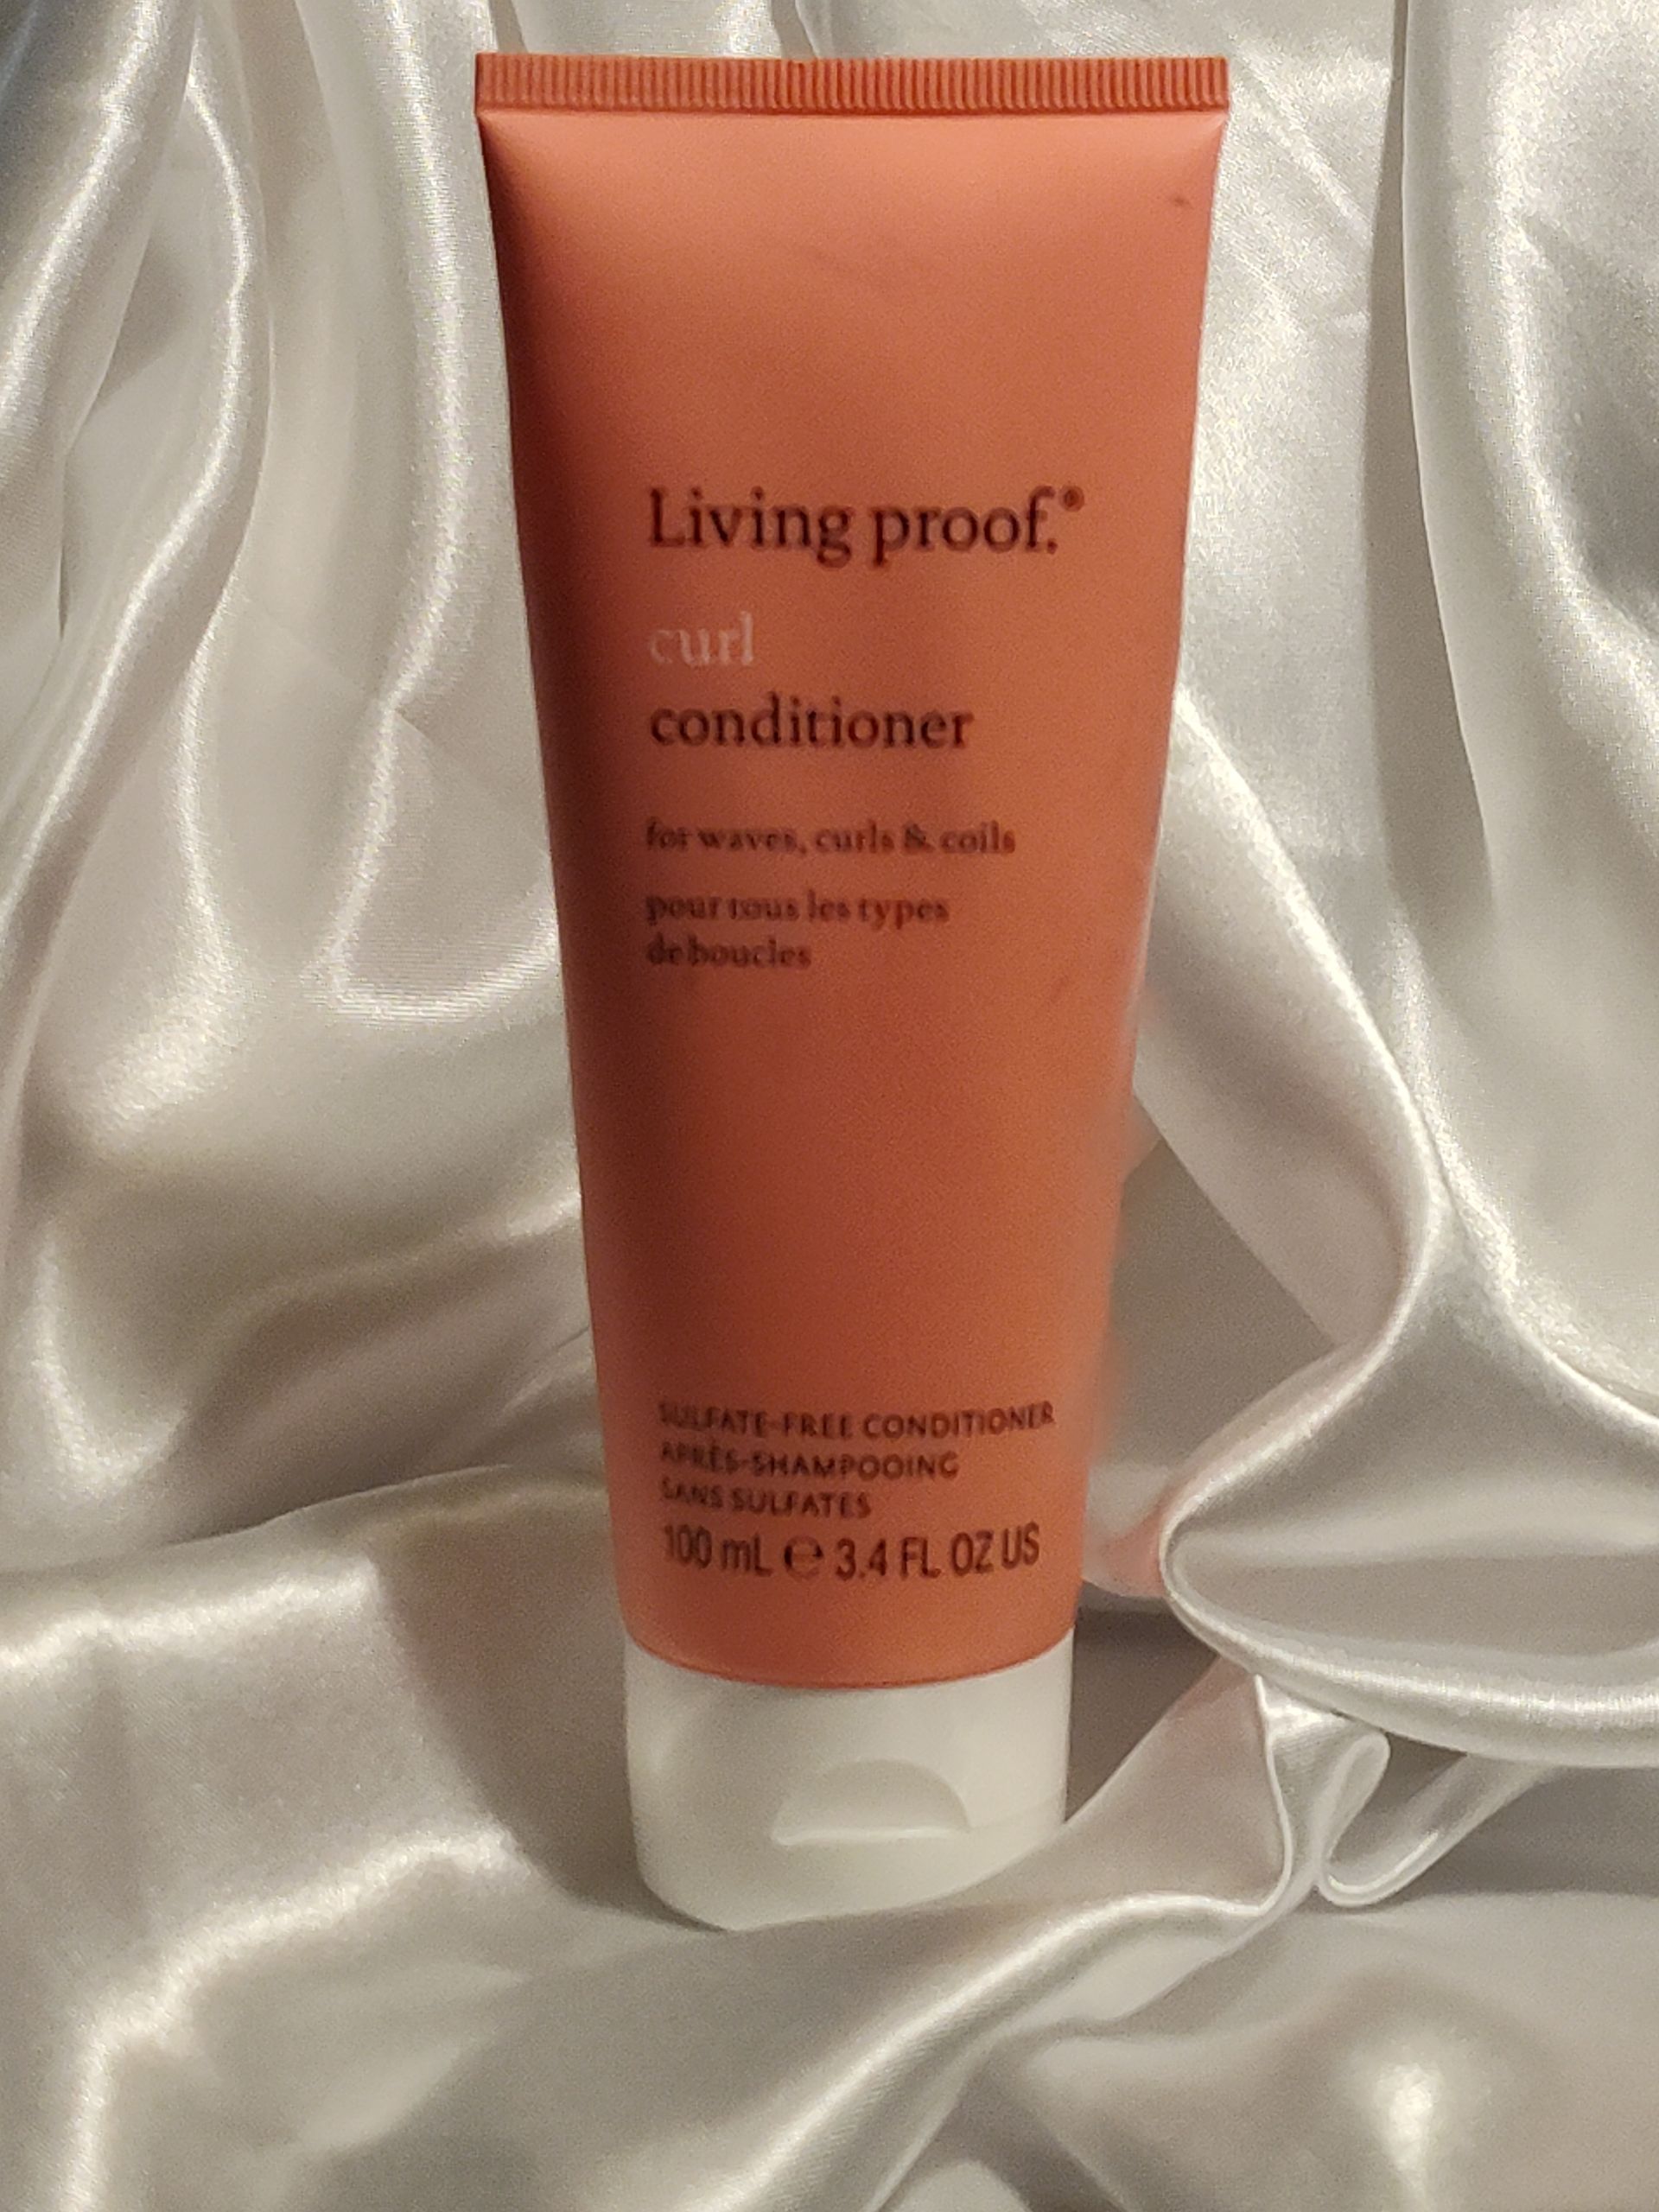 Living proof.®
curl
conditioner
for waves, curls & coils
pour tous les types
de boucles
SULFATE-FREE CONDITIONER
APRÈS-SHAMPOOING
SANS SULFATES
100 mL ℮ 3.4 FL OZ US